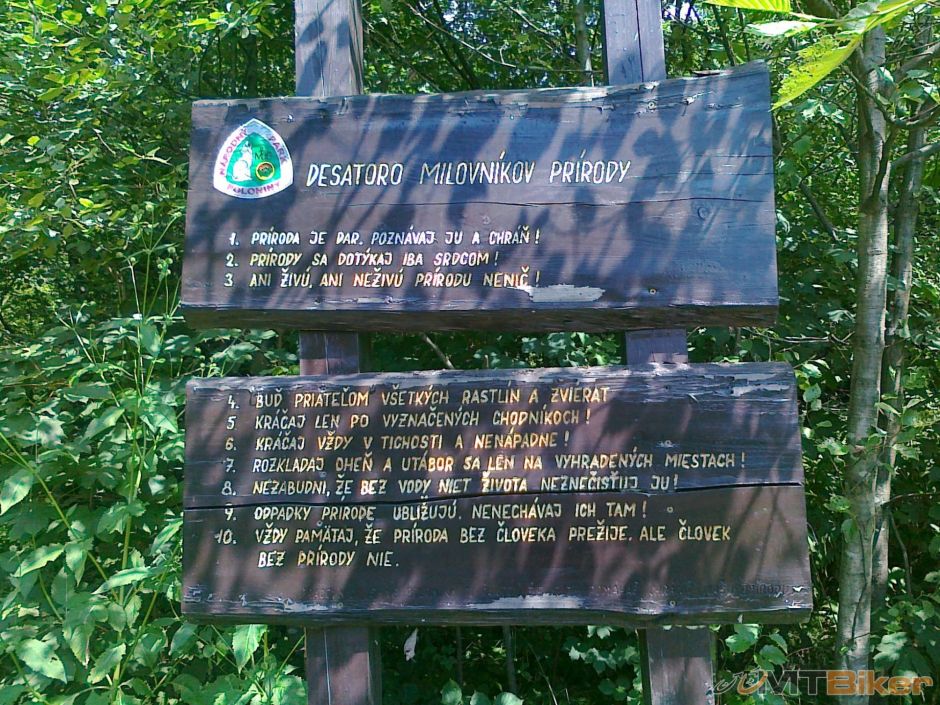 NÁRODNÝ PARK
POLONINY
DESATORO MILOVNÍKOV PRÍRODY
1. PRÍRODA JE DAR. POZNÁVAJ JU A CHRÁŇ!
2. PRÍRODY SA DOTÝKAJ IBA SRDCOM!
3 ANI ŽIVÚ, ANI NEŽIVÚ PRÍRODU NENIČ!
4. BUĎ PRIATEĽOM VŠETKÝCH RASTLÍN A ZVIERAT
5 KRÁČAJ LEN PO VYZNAČENÝCH CHODNÍKOCH!
6. KRÁČAJ VŽDY V TICHOSTI A NENÁPADNE!
7. ROZKLADAJ OHEŇ A UTÁBOR SA LEN NA VYHRADENÝCH MIESTACH!
8. NEZABUDNI, ŽE BEZ VODY NIET ŽIVOTA NEZNEČISŤUJ JU!
9. ODPADKY PRÍRODE UBLIŽUJÚ. NENECHÁVAJ ICH TAM!
10. VŽDY PAMÄTAJ, ŽE PRÍRODA BEZ ČLOVEKA PREŽIJE. ALE ČLOVEK
BEZ PRÍRODY NIE.
MTBiker